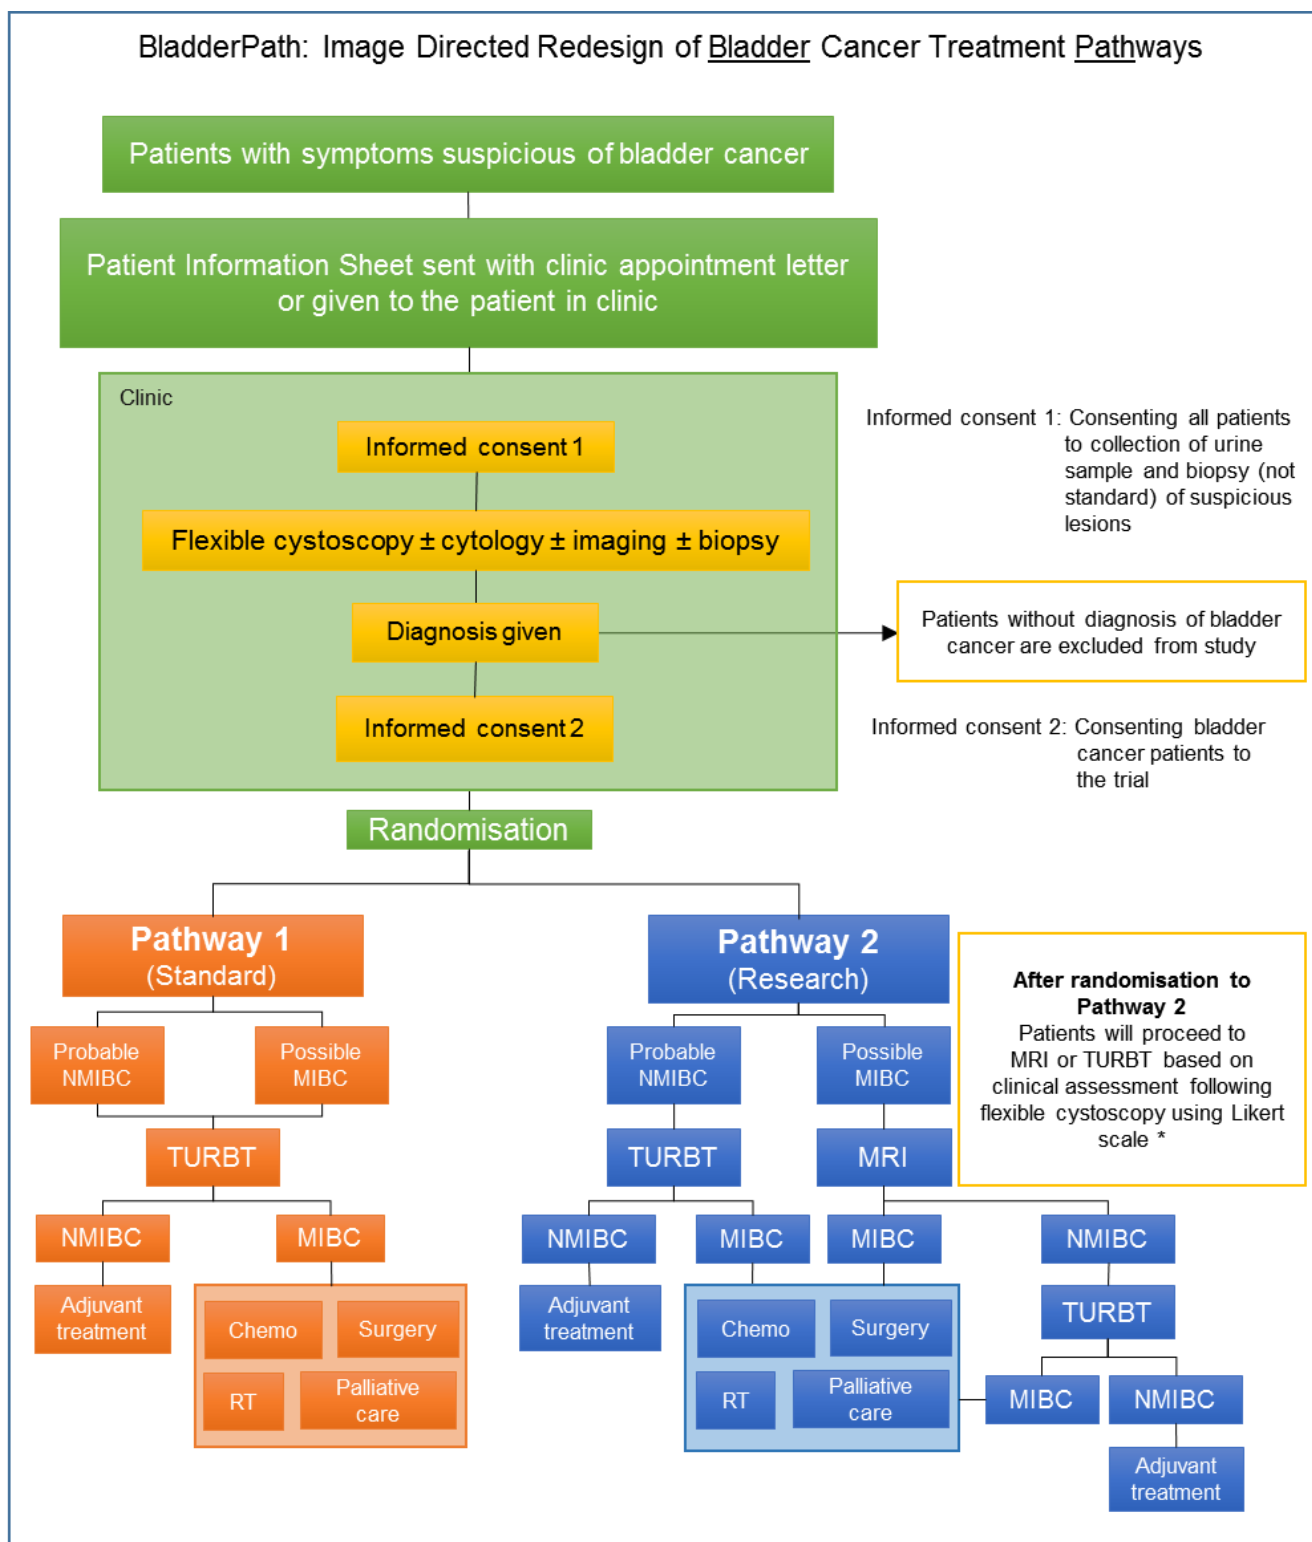 BladderPath: Image Directed Redesign of Bladder Cancer Treatment Pathways
Patients with symptoms suspicious of bladder cancer
Patient Information Sheet sent with clinic appointment letter
or given to the patient in clinic
Clinic
Informed consent 1
Flexible cystoscopy ± cytology ± imaging ± biopsy
Diagnosis given
Informed consent 2
Informed consent 1: Consenting all patients
to collection of urine
sample and biopsy (not
standard) of suspicious
lesions
Patients without diagnosis of bladder
cancer are excluded from study
Informed consent 2: Consenting bladder
cancer patients to
the trial
Randomisation
Pathway 1
(Standard)
Probable
NMIBC
Possible
MIBC
TURBT
NMIBC
MIBC
Adjuvant
treatment
Chemo
Surgery
RT
Palliative
care
Pathway 2
(Research)
Probable
NMIBC
Possible
MIBC
TURBT
MRI
NMIBC
MIBC
MIBC
NMIBC
Adjuvant
treatment
Chemo
Surgery
RT
Palliative
care
TURBT
MIBC
NMIBC
Adjuvant
treatment
After randomisation to
Pathway 2
Patients will proceed to
MRI or TURBT based on
clinical assessment following
flexible cystoscopy using Likert
scale *